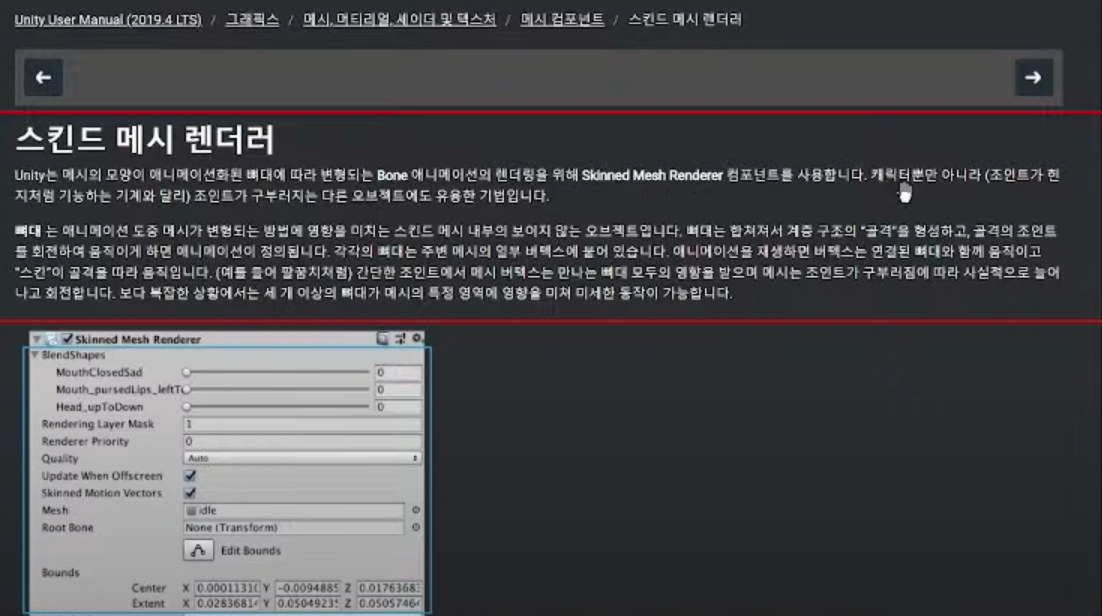 Unity User Manual (2019.4 LTS) / 그래픽스 / 메시, 머티리얼, 셰이더 및 텍스처 / 메시 컴포넌트 / 스킨드 메시 렌더러
스킨드 메시 렌더러
Unity는 메시의 모양이 애니메이션화된 뼈대에 따라 변형되는 Bone 애니메이션의 렌더링을 위해 Skinned Mesh Renderer 컴포넌트를 사용합니다. 캐릭터뿐만 아니라 (조인트가 힌
지처럼 기능하는 기계와 달리) 조인트가 구부러지는 다른 오브젝트에도 유용한 기법입니다.
뼈대 는 애니메이션 도중 메시가 변형되는 방법에 영향을 미치는 스킨드 메시 내부의 보이지 않는 오브젝트입니다. 뼈대는 합쳐져서 계층 구조의 "골격"을 형성하고, 골격의 조인트
를 회전하여 움직이게 하면 애니메이션이 정의됩니다. 각각의 뼈대는 주변 메시의 일부 버텍스에 붙어 있습니다. 애니메이션을 재생하면 버텍스는 연결된 뼈대와 함께 움직이고
"스킨"이 골격을 따라 움직입니다. (예를 들어 팔꿈치처럼) 간단한 조인트에서 메시 버텍스는 만나는 뼈대 모두의 영향을 받으며 메시는 조인트가 구부러짐에 따라 사실적으로 늘어
나고 회전합니다. 보다 복잡한 상황에서는 세 개 이상의 뼈대가 메시의 특정 영역에 영향을 미쳐 미세한 동작이 가능합니다.
Skinned Mesh Renderer
BlendShapes
MouthClosedSad 0
Mouth_pursedLips_leftTo 0
Head_upToDown 0
Rendering Layer Mask 1
Renderer Priority 0
Quality Auto
Update When Offscreen
Skinned Motion Vectors
Mesh idle
Root Bone None (Transform)
Edit Bounds
Bounds
Center X 0.0001131( Y -0.0094885 Z 0.0176368
Extent X 0.0283681 Y 0.0504923 Z 0.0505746